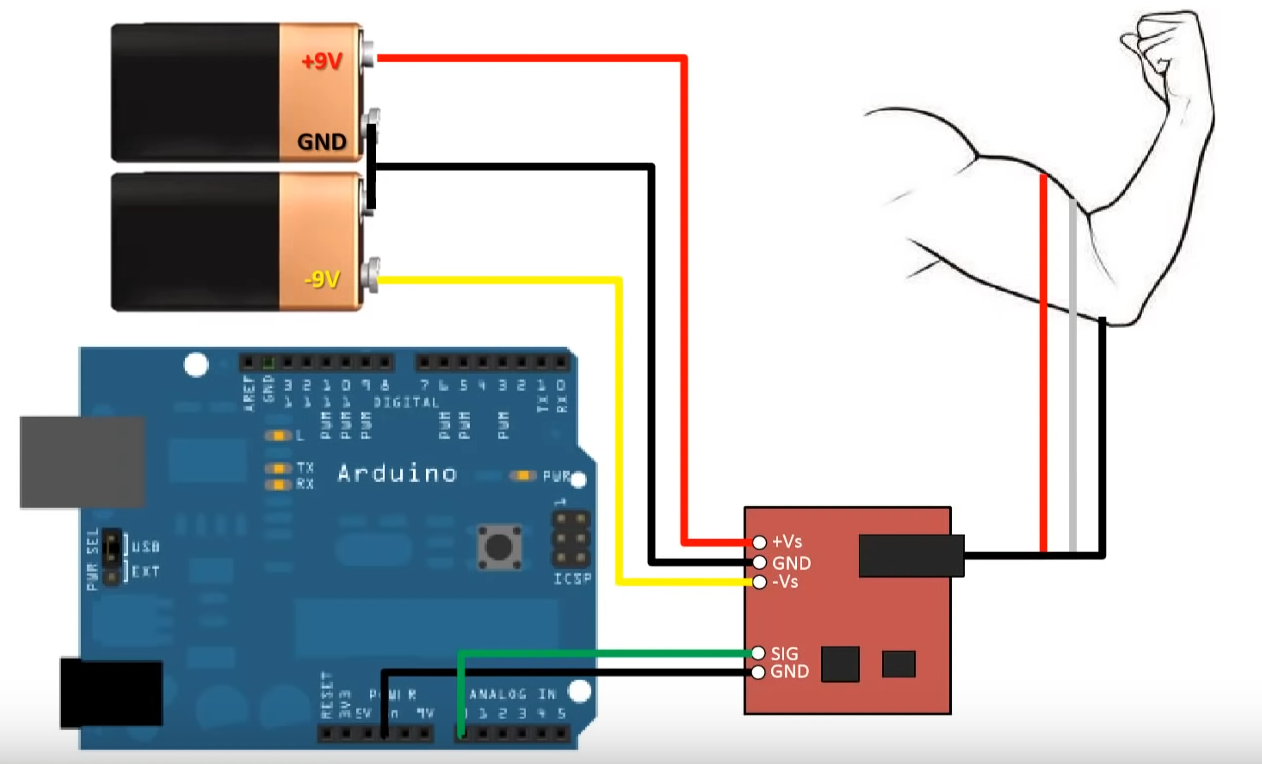 +9V
GND
-9V
AREF
GND
13
12
11
10
9
8
7
6
5
4
3
2
1
0
DIGITAL
TX
RX
PWM
PWM
PWM
PWM
PWM
PWM
L
TX
RX
Arduino
PWR
1
ICSP
PWR SEL
USB
EXT
RESET
3V3
5V
9V
ANALOG IN
0
1
2
3
4
5
+Vs
GND
-Vs
SIG
GND